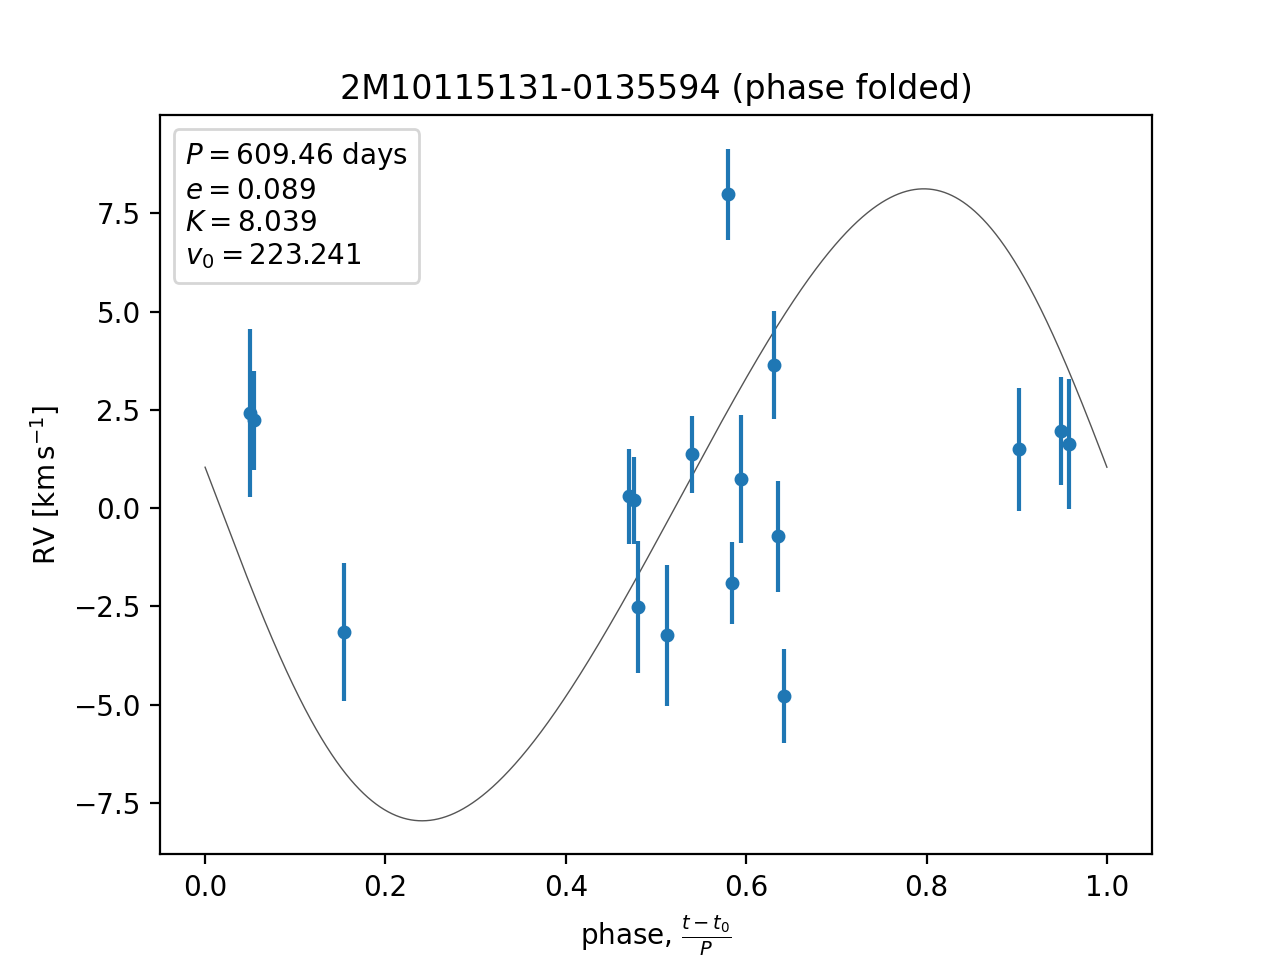 2M10115131-0135594 (phase folded)
P = 609.46 days
e = 0.089
K = 8.039
v₀ = 223.241
7.5
5.0
2.5
0.0
−2.5
−5.0
−7.5
RV [km s⁻¹]
0.0 0.2 0.4 0.6 0.8 1.0
phase, (t − t₀)/P